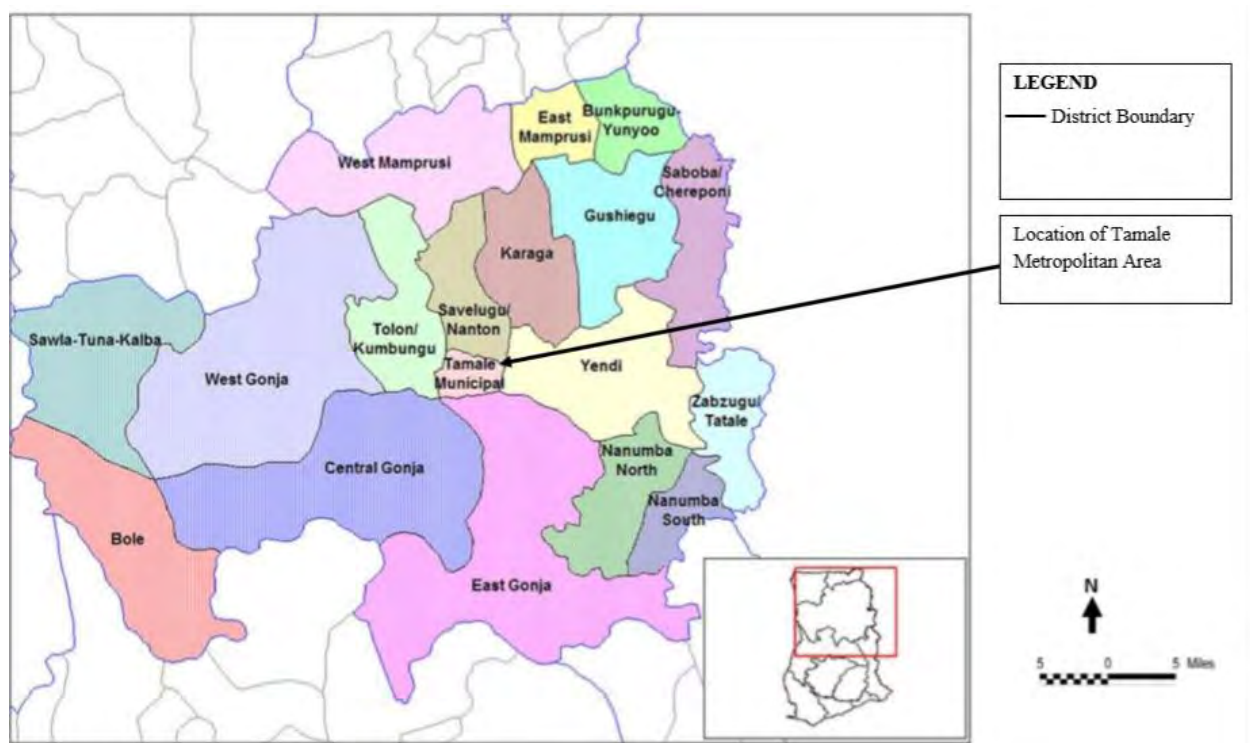 LEGEND
District Boundary
Location of Tamale
Metropolitan Area
East
Mamprusi
Bunkpurugu-
Yunyoo
West Mamprusi
Saboba/
Chereponi
Gushiegu
Karaga
Savelugu/
Nanton
Tolon/
Kumbungu
Sawla-Tuna-Kalba
West Gonja
Tamale
Municipal
Yendi
Zabzugu/
Tatale
Nanumba
North
Central Gonja
Nanumba
South
Bole
East Gonja
N
5 0 5 Miles